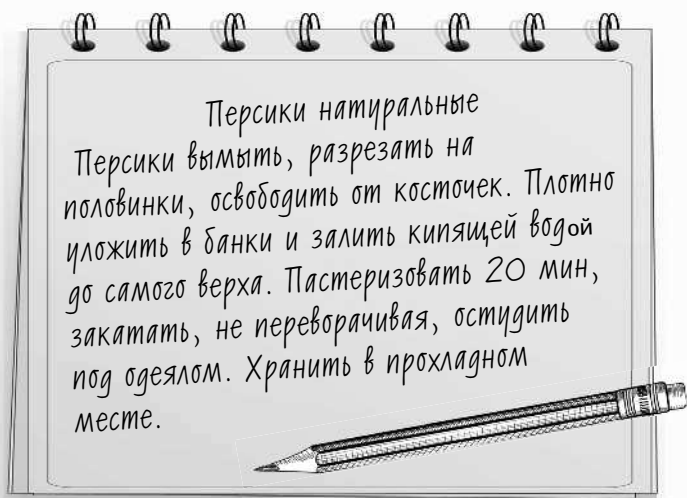 Персики натуральные
Персики вымыть, разрезать на
половинки, освободить от косточек. Плотно
уложить в банки и залить кипящей водой
до самого верха. Пастеризовать 20 мин,
закатать, не переворачивая, остудить
под одеялом. Хранить в прохладном
месте.